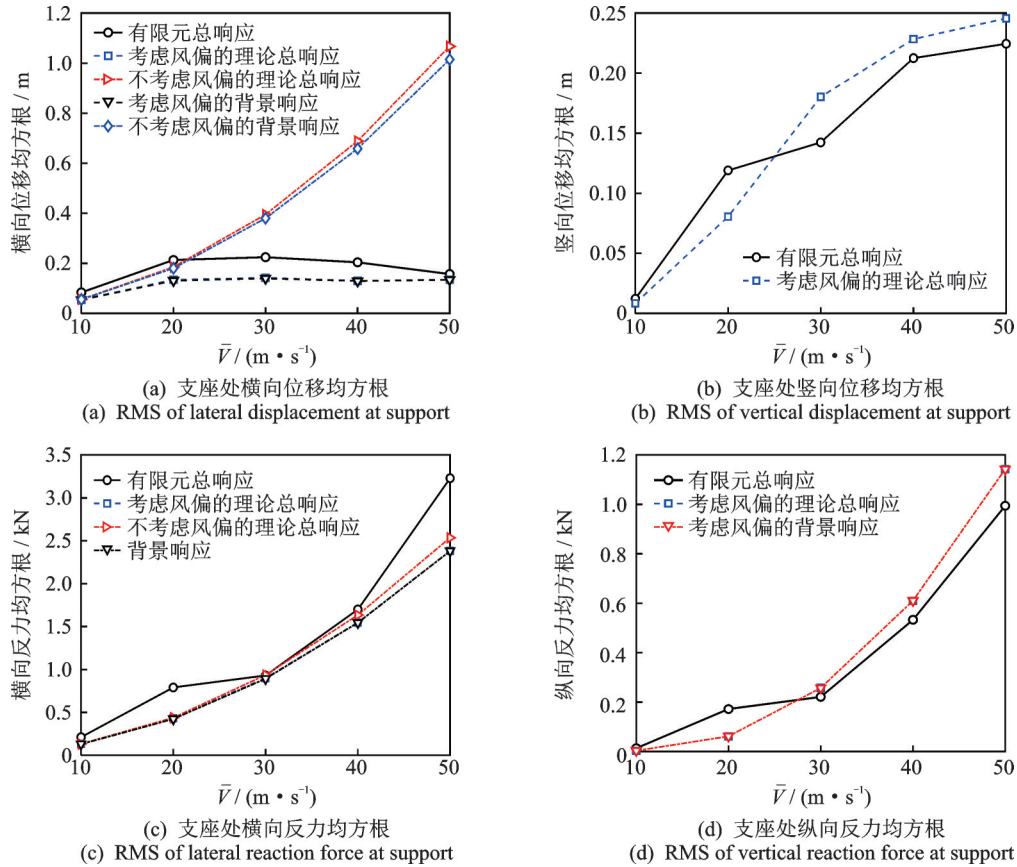 1.2
1.0
0.8
0.6
0.4
0.2
0
横向位移均方根 / m
有限元总响应
考虑风偏的理论总响应
不考虑风偏的理论总响应
考虑风偏的背景响应
不考虑风偏的背景响应
10 20 30 40 50
V̄ / (m·s⁻¹)
(a) 支座处横向位移均方根
(a) RMS of lateral displacement at support
0.25
0.20
0.15
0.10
0.05
0
竖向位移均方根 / m
有限元总响应
考虑风偏的理论总响应
10 20 30 40 50
V̄ / (m·s⁻¹)
(b) 支座处竖向位移均方根
(b) RMS of vertical displacement at support
3.5
3.0
2.5
2.0
1.5
1.0
0.5
0
横向反力均方根 / kN
有限元总响应
考虑风偏的理论总响应
不考虑风偏的理论总响应
背景响应
10 20 30 40 50
V̄ / (m·s⁻¹)
(c) 支座处横向反力均方根
(c) RMS of lateral reaction force at support
1.2
1.0
0.8
0.6
0.4
0.2
0
纵向反力均方根 / kN
有限元总响应
考虑风偏的理论总响应
考虑风偏的背景响应
10 20 30 40 50
V̄ / (m·s⁻¹)
(d) 支座处纵向反力均方根
(d) RMS of vertical reaction force at support